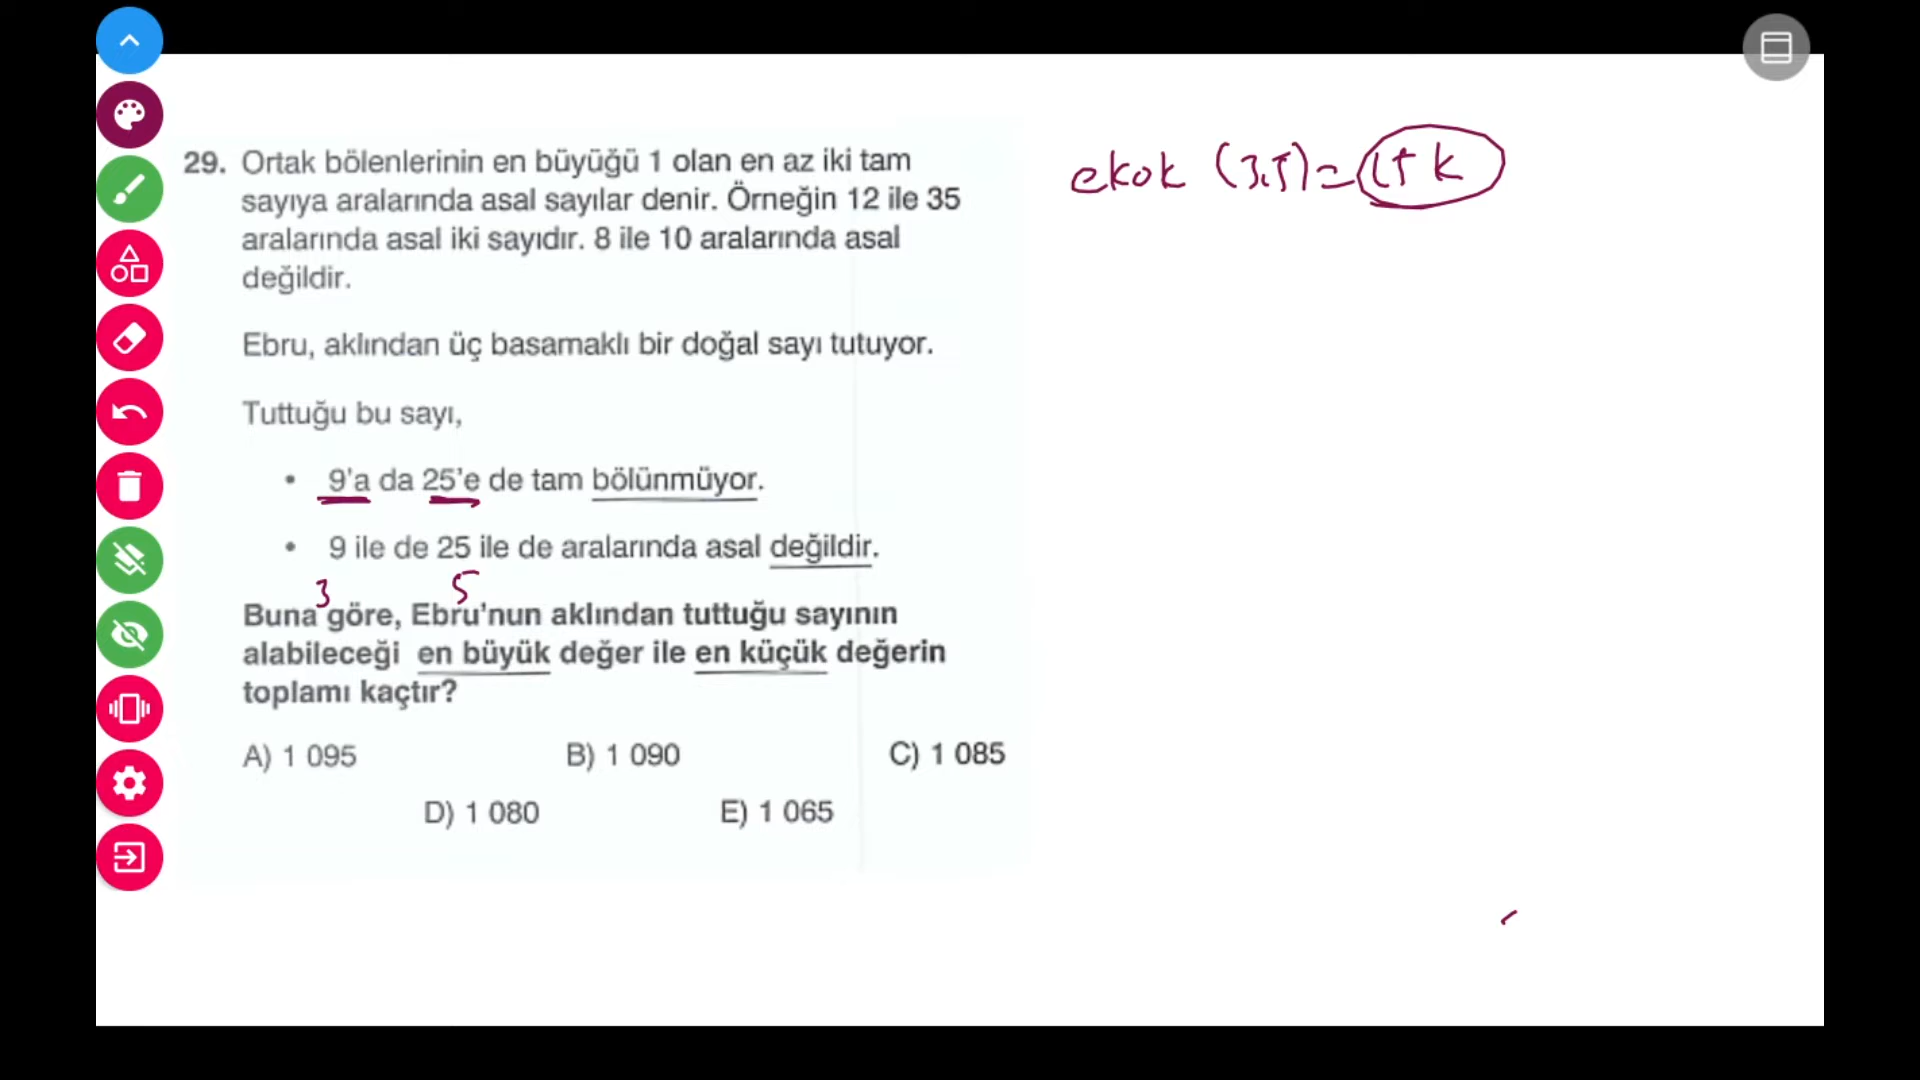 29. Ortak bölenlerinin en büyüğü 1 olan en az iki tam
sayıya aralarında asal sayılar denir. Örneğin 12 ile 35
aralarında asal iki sayıdır. 8 ile 10 aralarında asal
değildir.
Ebru, aklından üç basamaklı bir doğal sayı tutuyor.
Tuttuğu bu sayı,
• 9'a da 25'e de tam bölünmüyor.
• 9 ile de 25 ile de aralarında asal değildir.
3 5
Buna göre, Ebru'nun aklından tuttuğu sayının
alabileceği en büyük değer ile en küçük değerin
toplamı kaçtır?
A) 1 095 B) 1 090 C) 1 085
D) 1 080 E) 1 065
ekok (3,5)=15 k